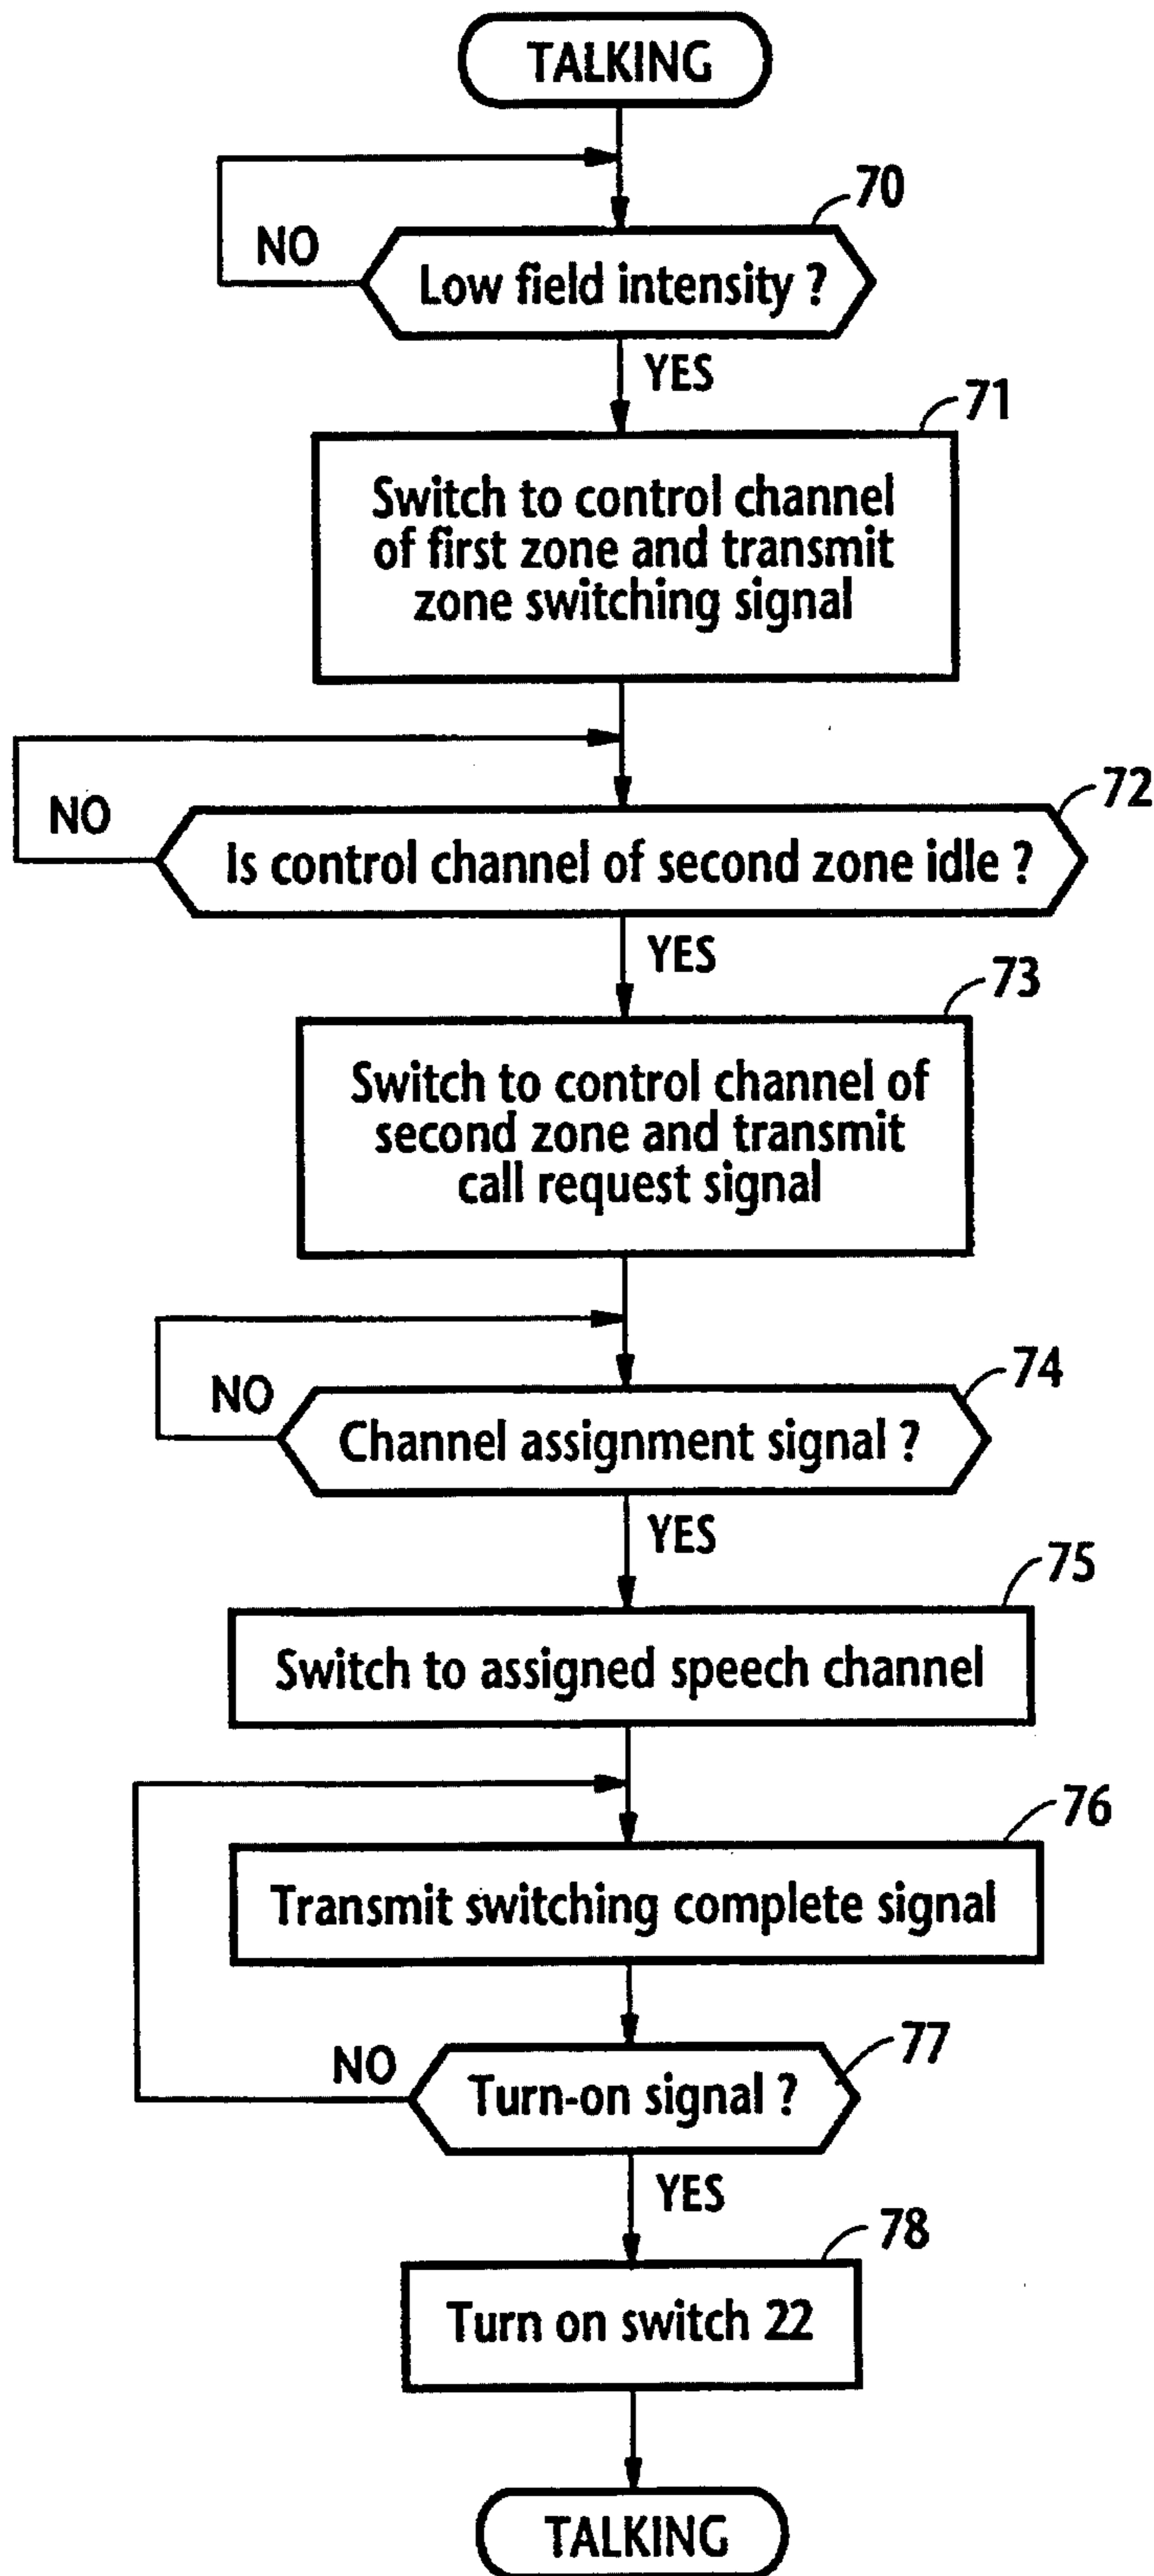 TALKING
70
NO
Low field intensity ?
YES
71
Switch to control channel
of first zone and transmit
zone switching signal
72
NO
Is control channel of second zone idle ?
YES
73
Switch to control channel of
second zone and transmit
call request signal
74
NO
Channel assignment signal ?
YES
75
Switch to assigned speech channel
76
Transmit switching complete signal
77
NO
Turn-on signal ?
YES
78
Turn on switch 22
TALKING